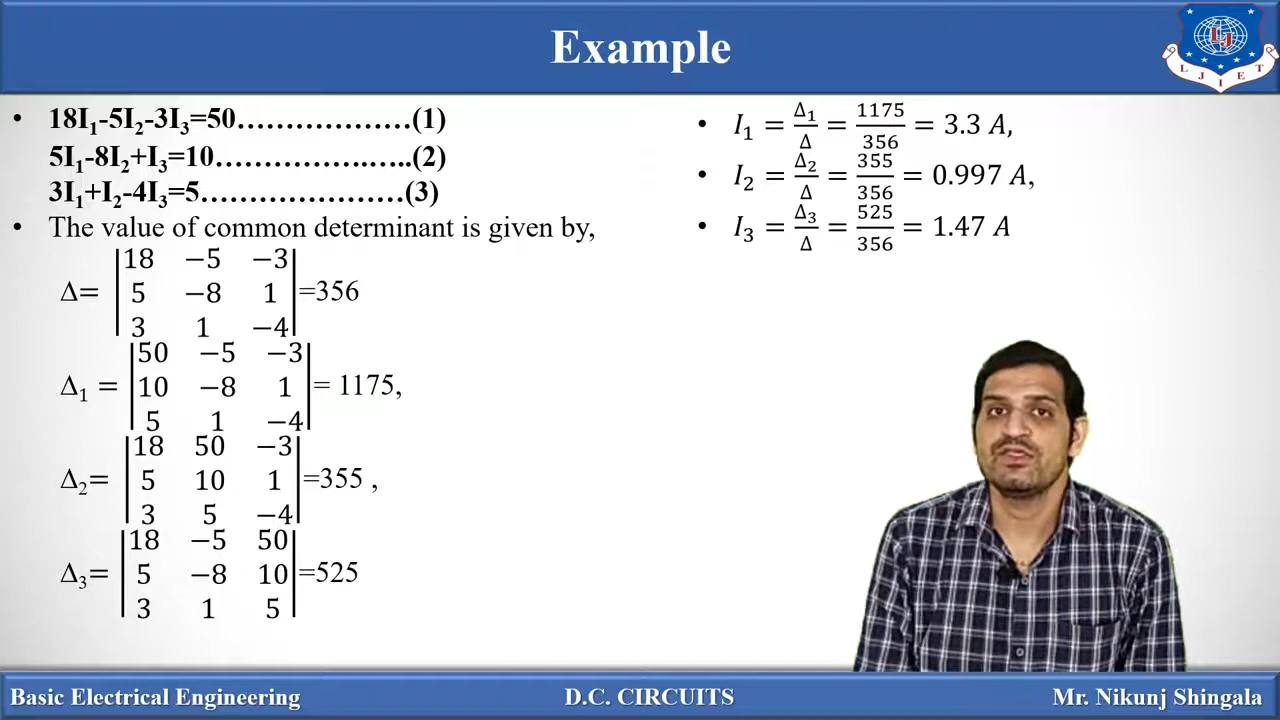 Example
LJIET
• 18I₁-5I₂-3I₃=50………………(1)
5I₁-8I₂+I₃=10…………….…..(2)
3I₁+I₂-4I₃=5…………………(3)
• The value of common determinant is given by,
Δ= |18 −5 −3|
|5 −8 1| =356
|3 1 −4|
Δ₁ = |50 −5 −3|
|10 −8 1| = 1175,
|5 1 −4|
Δ₂= |18 50 −3|
|5 10 1| =355 ,
|3 5 −4|
Δ₃= |18 −5 50|
|5 −8 10| =525
|3 1 5|
• I₁ = Δ₁/Δ = 1175/356 = 3.3 A,
• I₂ = Δ₂/Δ = 355/356 = 0.997 A,
• I₃ = Δ₃/Δ = 525/356 = 1.47 A
Basic Electrical Engineering
D.C. CIRCUITS
Mr. Nikunj Shingala